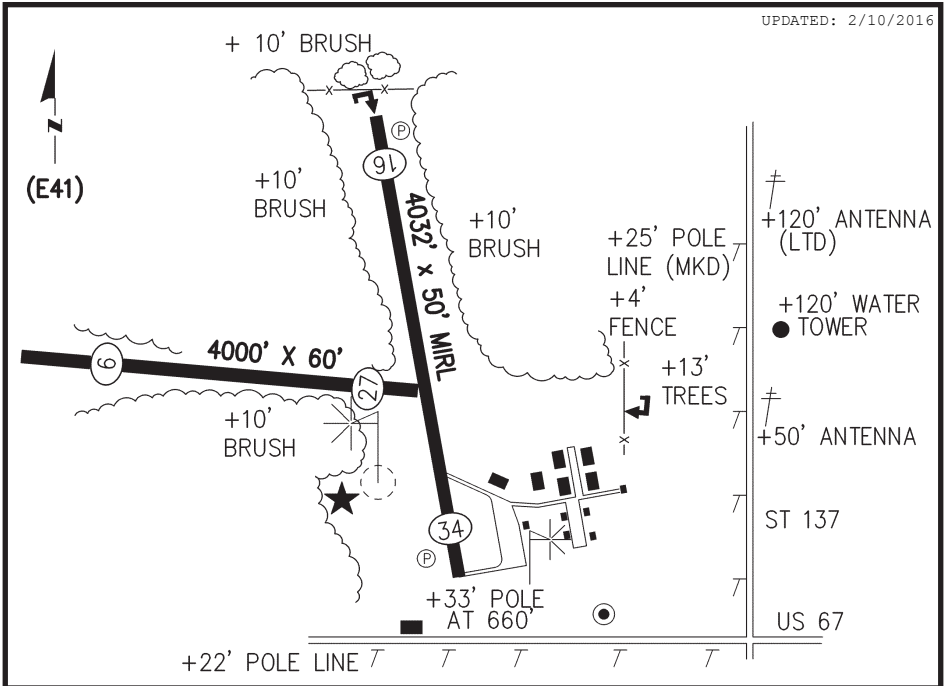 UPDATED: 2/10/2016
+ 10' BRUSH
N
(E41)
P
16
+10'
BRUSH
4032' x 50' MIRL
+10'
BRUSH
+120' ANTENNA
(LTD)
+25' POLE
LINE (MKD)
+4'
FENCE
+120' WATER
TOWER
9
4000' X 60'
27
+13'
TREES
+10'
BRUSH
+50' ANTENNA
34
P
ST 137
+33' POLE
AT 660'
US 67
+22' POLE LINE